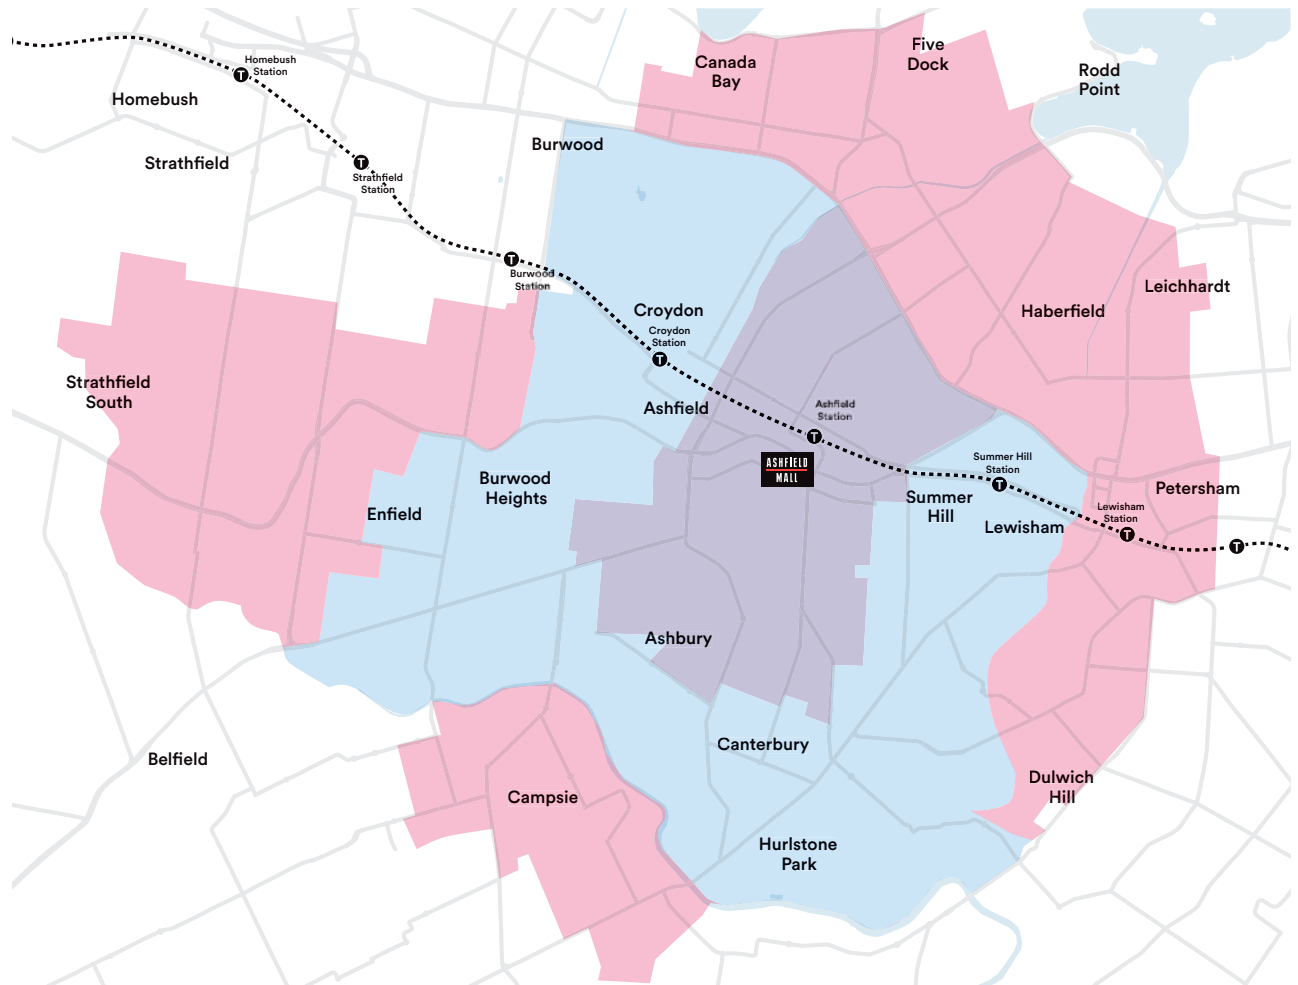 Five
Dock
Canada
Bay
Rodd
Point
Homebush
Station
T
Homebush
Burwood
Strathfield
T
Strathfield
Station
T
Burwood
Station
Leichhardt
Haberfield
Croydon
Croydon
Station
T
Strathfield
South
Ashfield
Ashfield
Station
T
ASHFIELD
MALL
Summer Hill
Station
T
Burwood
Heights
Petersham
Summer
Hill
Enfield
Lewisham
Lewisham
Station
T
T
Ashbury
Canterbury
Belfield
Dulwich
Hill
Campsie
Hurlstone
Park